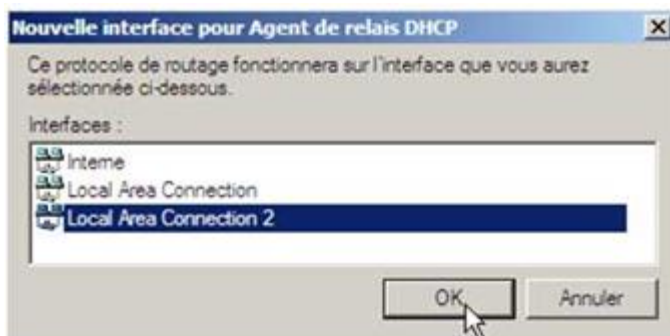 Nouvelle interface pour Agent de relais DHCP
Ce protocole de routage fonctionnera sur l'interface que vous aurez
sélectionnée ci-dessous.
Interfaces :
Interne
Local Area Connection
Local Area Connection 2
OK
Annuler